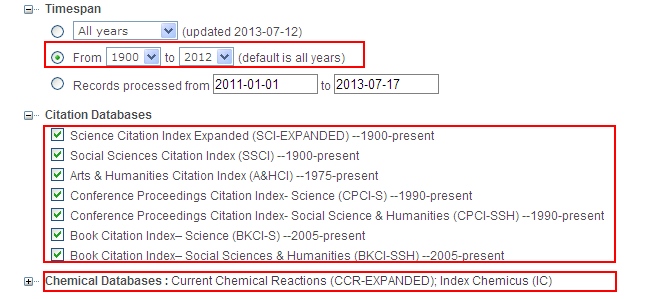 Timespan
All years (updated 2013-07-12)
From 1900 to 2012 (default is all years)
Records processed from 2011-01-01 to 2013-07-17
Citation Databases
Science Citation Index Expanded (SCI-EXPANDED) --1900-present
Social Sciences Citation Index (SSCI) --1900-present
Arts & Humanities Citation Index (A&HCI) --1975-present
Conference Proceedings Citation Index- Science (CPCI-S) --1990-present
Conference Proceedings Citation Index- Social Science & Humanities (CPCI-SSH) --1990-present
Book Citation Index– Science (BKCI-S) --2005-present
Book Citation Index– Social Sciences & Humanities (BKCI-SSH) --2005-present
Chemical Databases : Current Chemical Reactions (CCR-EXPANDED); Index Chemicus (IC)